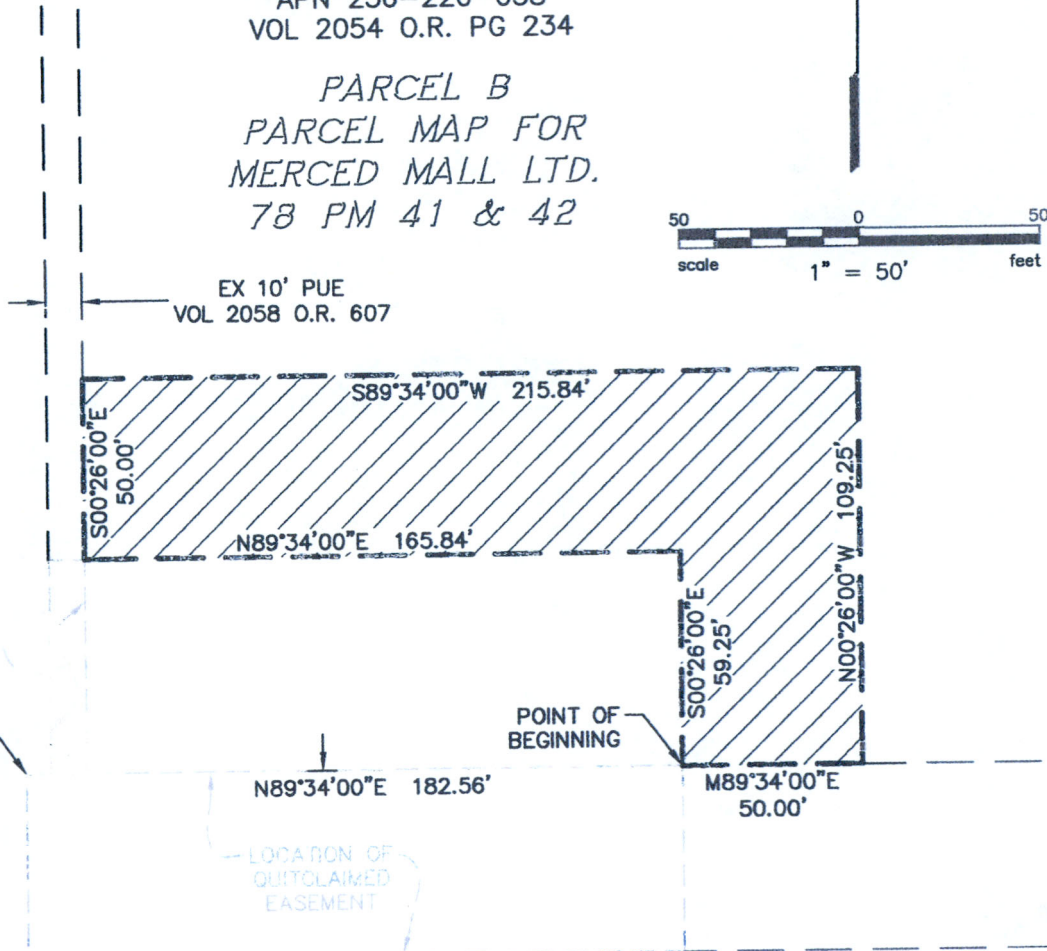 VOL 2054 O.R. PG 234
PARCEL B
PARCEL MAP FOR
MERCED MALL LTD.
78 PM 41 & 42
50 0 50
scale 1" = 50' feet
EX 10' PUE
VOL 2058 O.R. 607
S89°34'00"W 215.84'
S00°26'00"E
50.00'
N00°26'00"W 109.25'
N89°34'00"E 165.84'
S00°26'00"E
59.25'
POINT OF
BEGINNING
N89°34'00"E 182.56'
M89°34'00"E
50.00'
LOCATION OF
QUITCLAIMED
EASEMENT